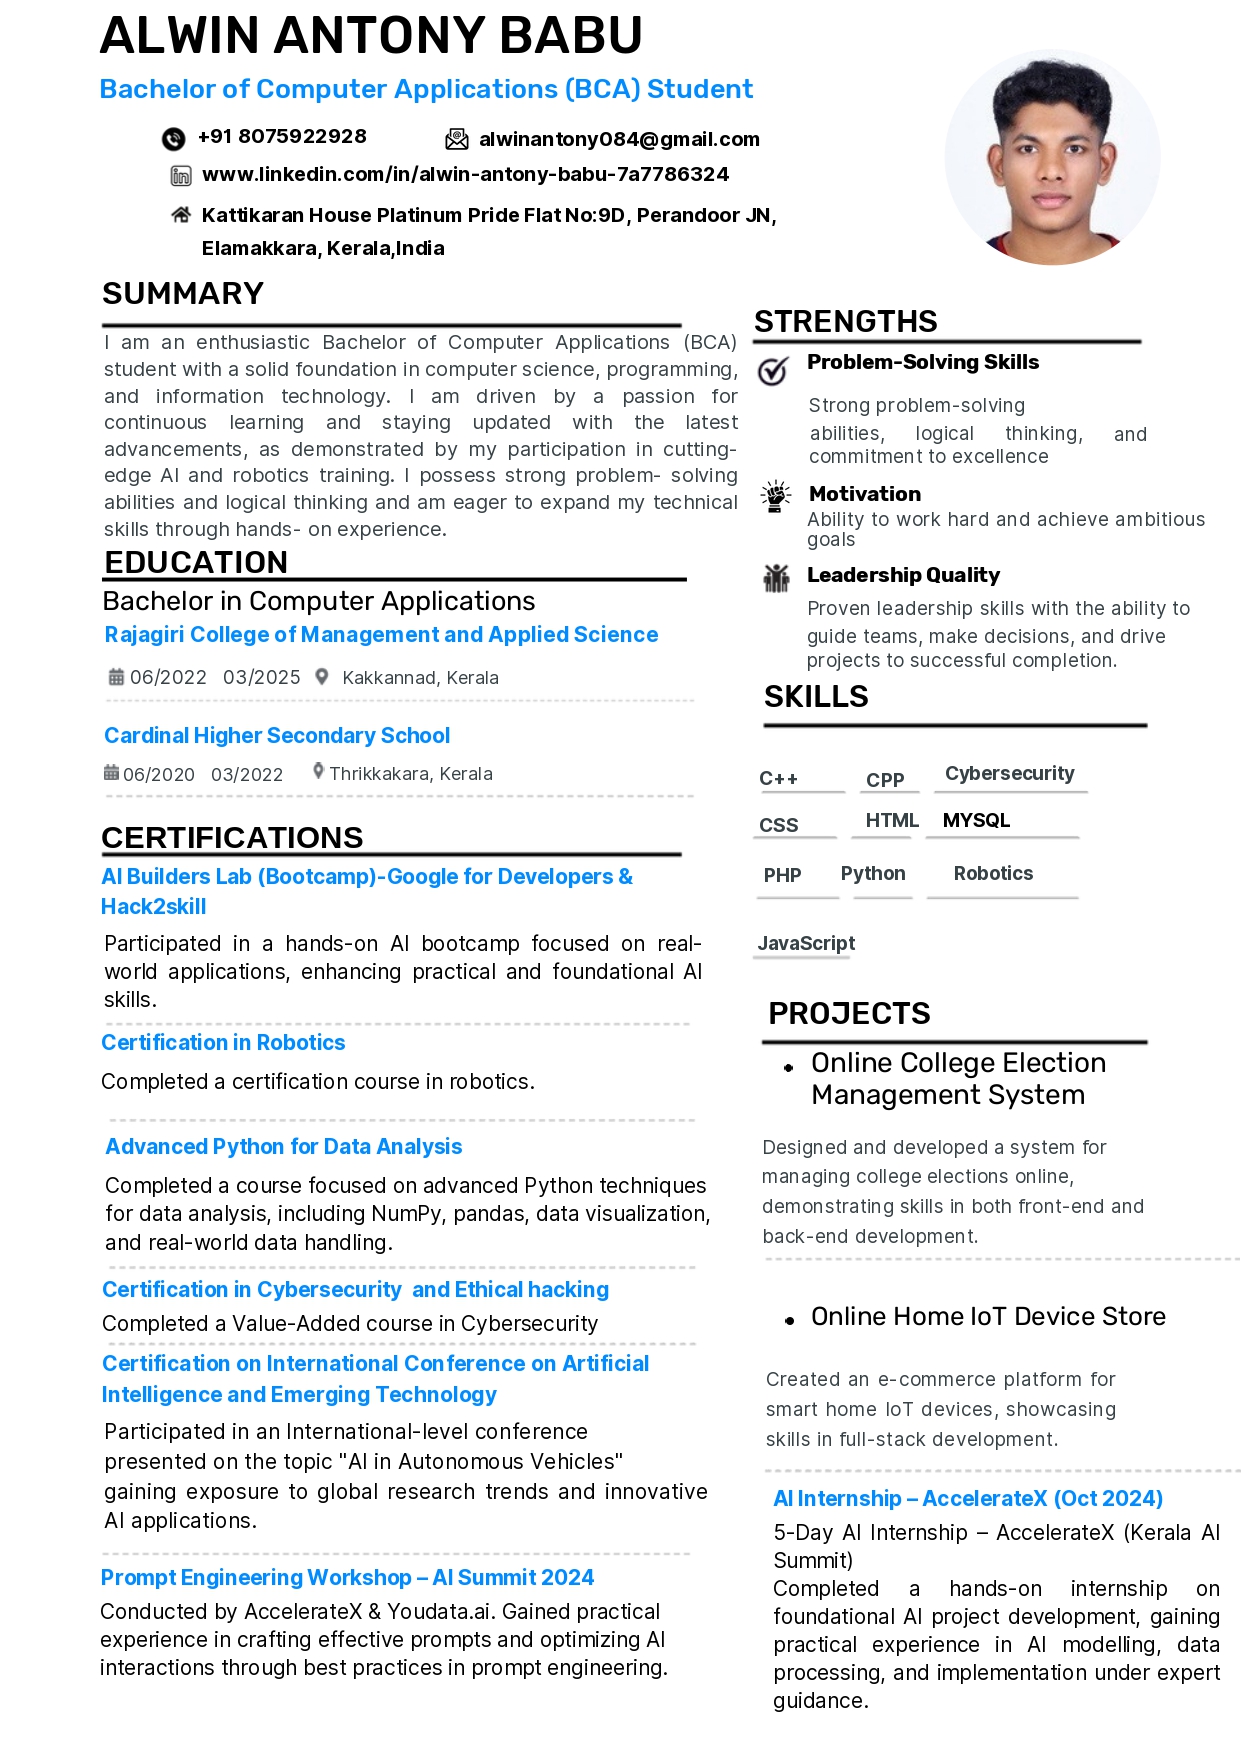 ALWIN ANTONY BABU
Bachelor of Computer Applications (BCA) Student
+91 8075922928
alwinantony084@gmail.com
www.linkedin.com/in/alwin-antony-babu-7a7786324
Kattikaran House Platinum Pride Flat No:9D, Perandoor JN,
Elamakkara, Kerala,India
SUMMARY
I am an enthusiastic Bachelor of Computer Applications (BCA)
student with a solid foundation in computer science, programming,
and information technology. I am driven by a passion for
continuous learning and staying updated with the latest
advancements, as demonstrated by my participation in cutting-
edge AI and robotics training. I possess strong problem- solving
abilities and logical thinking and am eager to expand my technical
skills through hands- on experience.
EDUCATION
Bachelor in Computer Applications
Rajagiri College of Management and Applied Science
06/2022 03/2025 Kakkannad, Kerala
Cardinal Higher Secondary School
06/2020 03/2022 Thrikkakara, Kerala
CERTIFICATIONS
AI Builders Lab (Bootcamp)-Google for Developers &
Hack2skill
Participated in a hands-on AI bootcamp focused on real-
world applications, enhancing practical and foundational AI
skills.
Certification in Robotics
Completed a certification course in robotics.
Advanced Python for Data Analysis
Completed a course focused on advanced Python techniques
for data analysis, including NumPy, pandas, data visualization,
and real-world data handling.
Certification in Cybersecurity and Ethical hacking
Completed a Value-Added course in Cybersecurity
Certification on International Conference on Artificial
Intelligence and Emerging Technology
Participated in an International-level conference
presented on the topic "AI in Autonomous Vehicles"
gaining exposure to global research trends and innovative
AI applications.
Prompt Engineering Workshop – AI Summit 2024
Conducted by AccelerateX & Youdata.ai. Gained practical
experience in crafting effective prompts and optimizing AI
interactions through best practices in prompt engineering.
STRENGTHS
Problem-Solving Skills
Strong problem-solving
abilities, logical thinking, and
commitment to excellence
Motivation
Ability to work hard and achieve ambitious
goals
Leadership Quality
Proven leadership skills with the ability to
guide teams, make decisions, and drive
projects to successful completion.
SKILLS
C++ CPP Cybersecurity
CSS HTML MYSQL
PHP Python Robotics
JavaScript
PROJECTS
• Online College Election
Management System
Designed and developed a system for
managing college elections online,
demonstrating skills in both front-end and
back-end development.
• Online Home IoT Device Store
Created an e-commerce platform for
smart home IoT devices, showcasing
skills in full-stack development.
AI Internship – AccelerateX (Oct 2024)
5-Day AI Internship – AccelerateX (Kerala AI
Summit)
Completed a hands-on internship on
foundational AI project development, gaining
practical experience in AI modelling, data
processing, and implementation under expert
guidance.